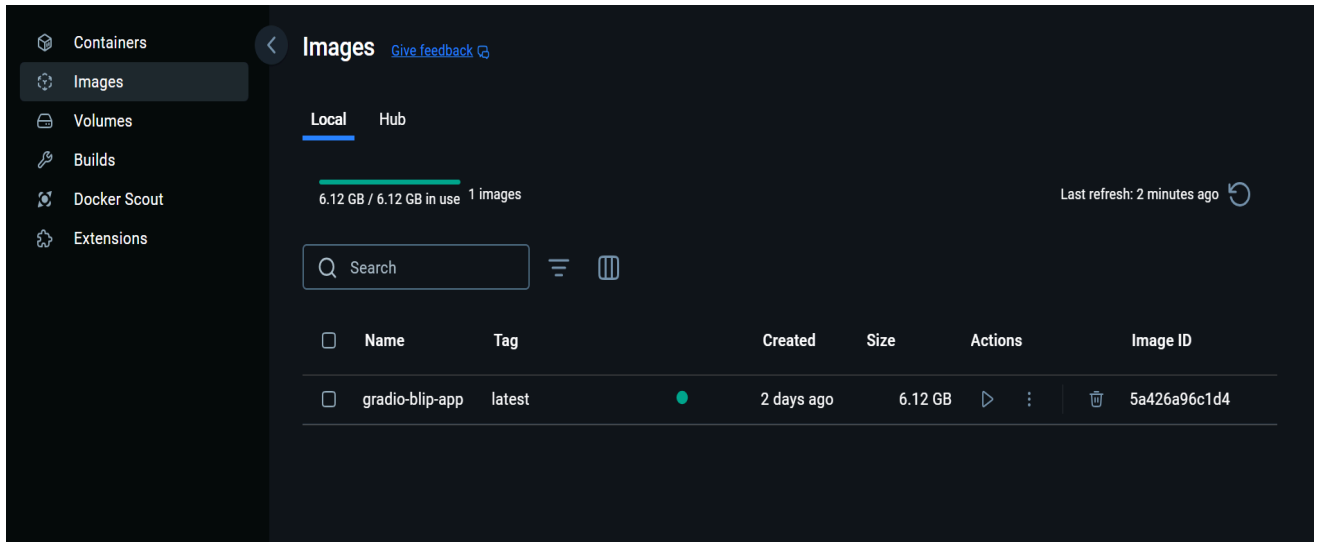 Containers
Images
Volumes
Builds
Docker Scout
Extensions
Images Give feedback
Local Hub
6.12 GB / 6.12 GB in use 1 images
Last refresh: 2 minutes ago
Search
Name Tag Created Size Actions Image ID
gradio-blip-app latest 2 days ago 6.12 GB 5a426a96c1d4